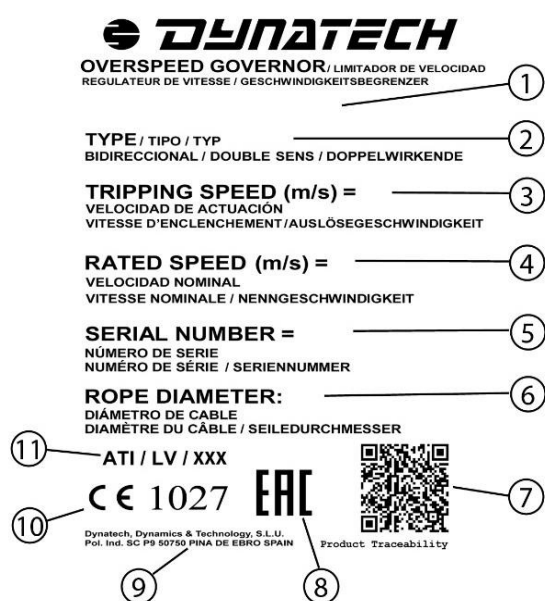 DYNATECH
OVERSPEED GOVERNOR / LIMITADOR DE VELOCIDAD
REGULATEUR DE VITESSE / GESCHWINDIGKEITSBEGRENZER
1
TYPE / TIPO / TYP
2
BIDIRECCIONAL / DOUBLE SENS / DOPPELWIRKENDE
TRIPPING SPEED (m/s) =
3
VELOCIDAD DE ACTUACIÓN
VITESSE D'ENCLENCHEMENT / AUSLÖSEGESCHWINDIGKEIT
RATED SPEED (m/s) =
4
VELOCIDAD NOMINAL
VITESSE NOMINALE / NENNGESCHWINDIGKEIT
SERIAL NUMBER =
5
NÚMERO DE SERIE
NUMÉRO DE SÉRIE / SERIENNUMMER
ROPE DIAMETER:
6
DIÁMETRO DE CABLE
DIAMÈTRE DU CÂBLE / SEILEDURCHMESSER
11
ATI / LV / XXX
10
CE 1027
EAC
7
Dynatech, Dynamics & Technology, S.L.U.
Pol. Ind. SC P9 50750 PINA DE EBRO SPAIN
Product Traceability
9
8